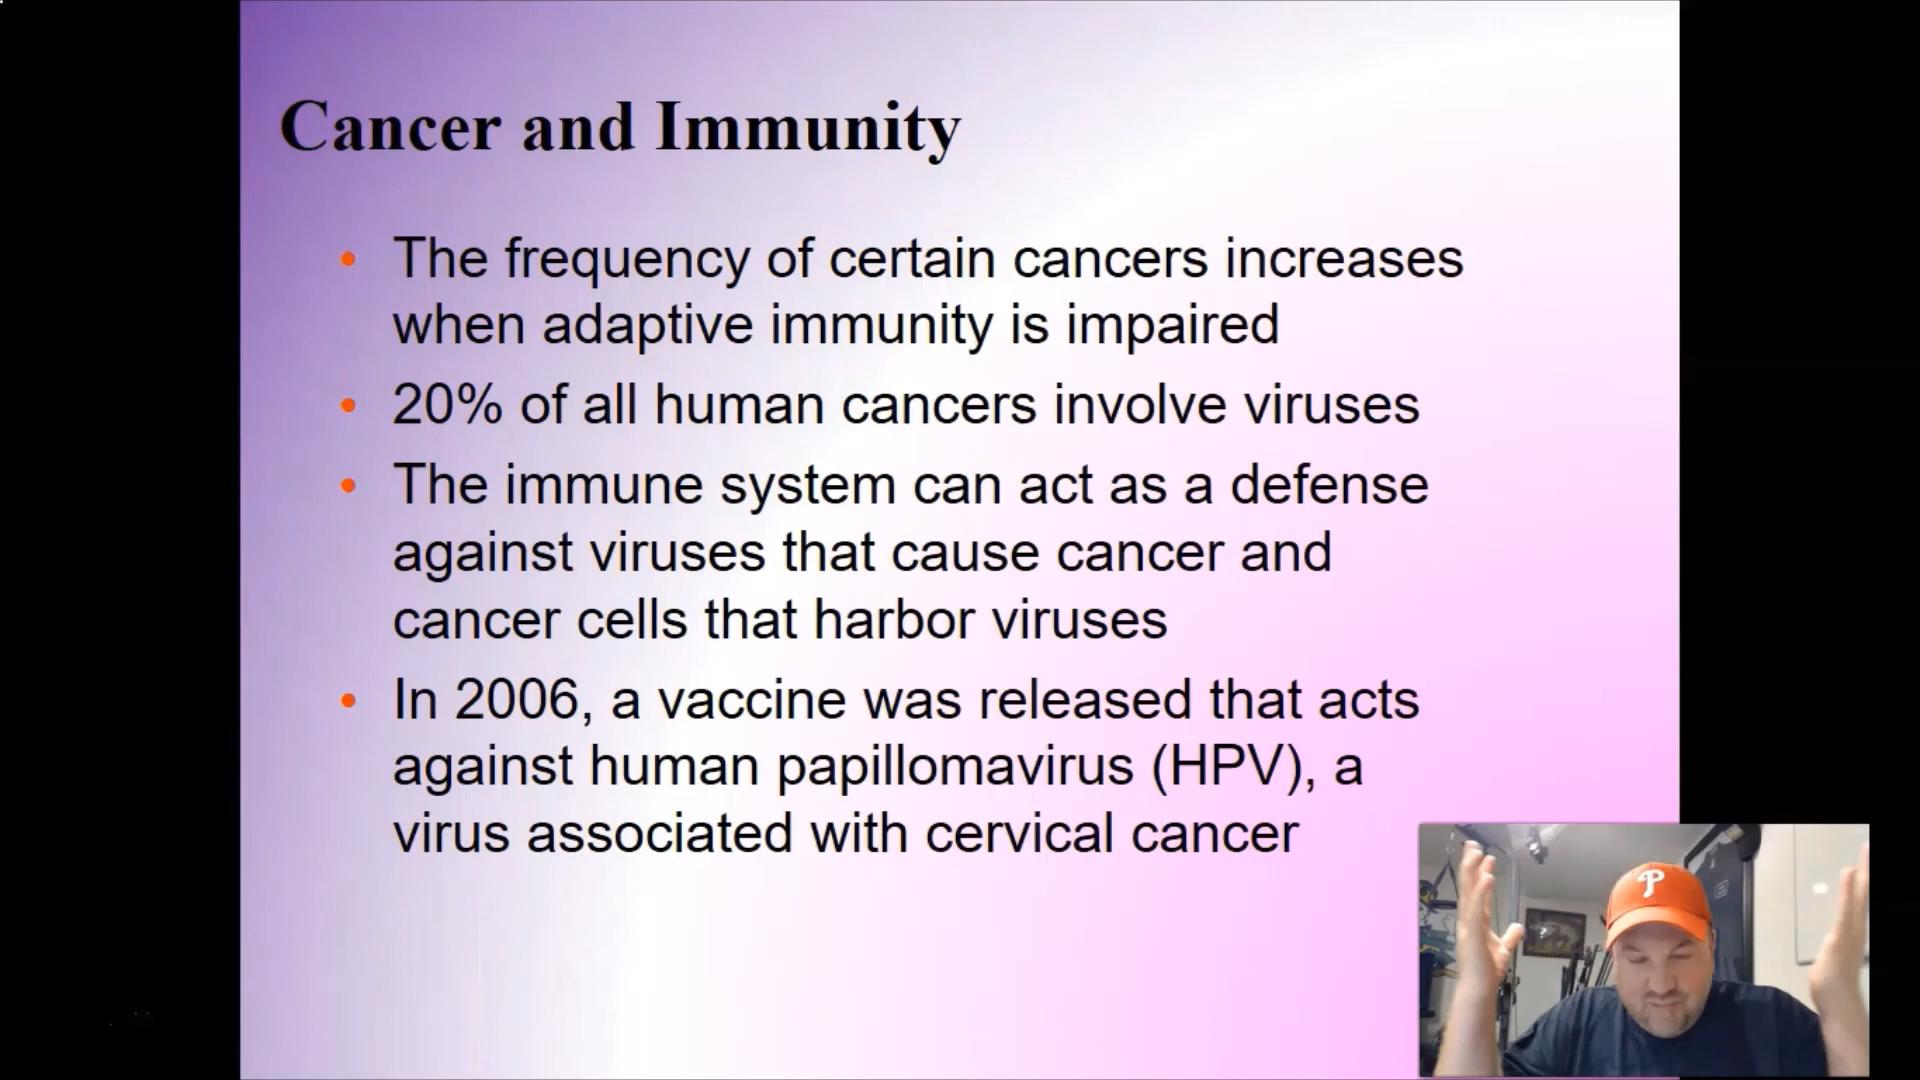 Cancer and Immunity
• The frequency of certain cancers increases
when adaptive immunity is impaired
• 20% of all human cancers involve viruses
• The immune system can act as a defense
against viruses that cause cancer and
cancer cells that harbor viruses
• In 2006, a vaccine was released that acts
against human papillomavirus (HPV), a
virus associated with cervical cancer
P